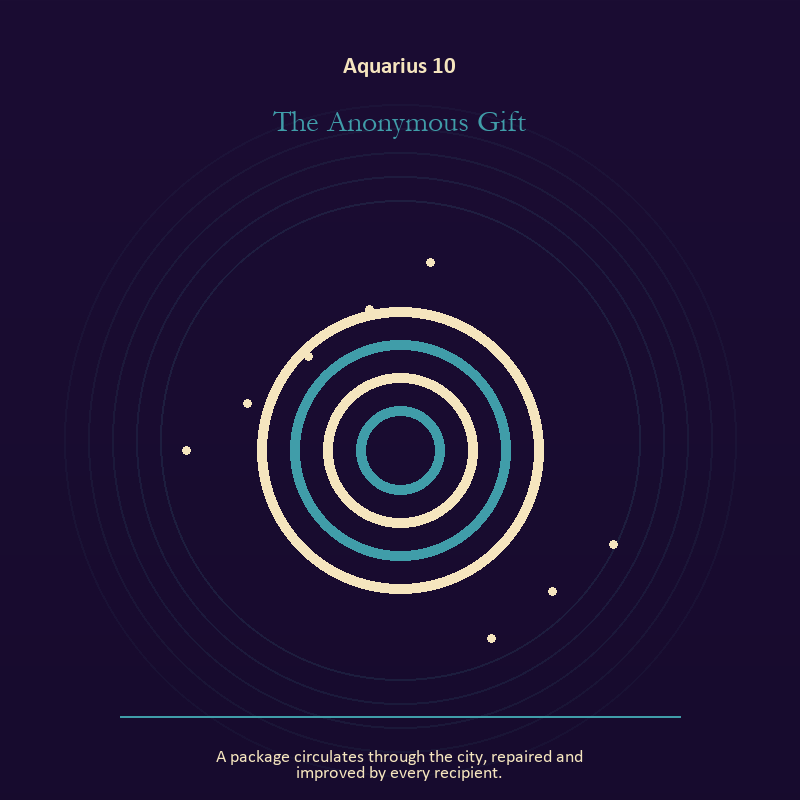 Aquarius 10
The Anonymous Gift
A package circulates through the city, repaired and
improved by every recipient.